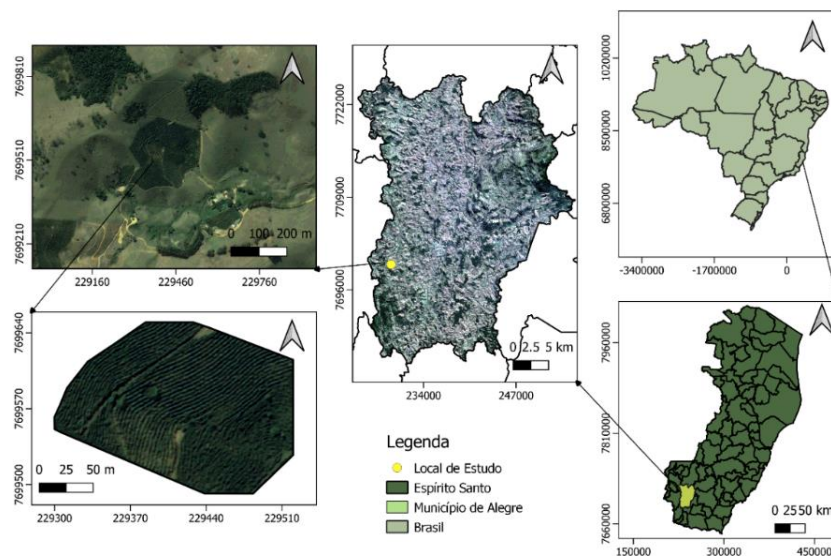 7699810
7699510
7699210
0 100 200 m
229160 229460 229760
7722000
7709000
7696000
0 2.5 5 km
234000 247000
10200000
8500000
6800000
-3400000 -1700000 0
7699640
7699570
7699500
0 25 50 m
229300 229370 229440 229510
Legenda
Local de Estudo
Espírito Santo
Município de Alegre
Brasil
7960000
7810000
7660000
0 2550 km
150000 300000 450000